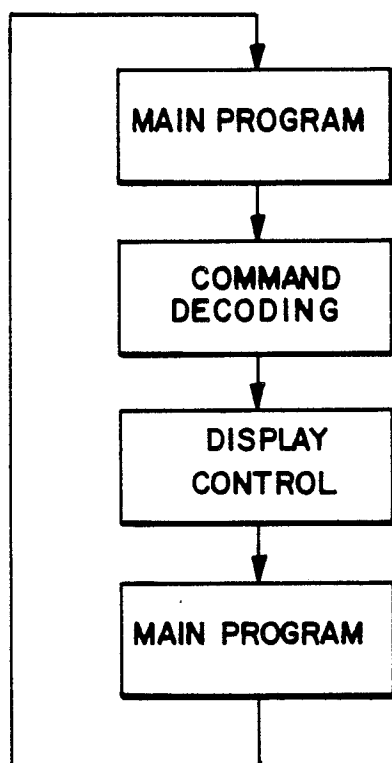 MAIN PROGRAM
COMMAND
DECODING
DISPLAY
CONTROL
MAIN PROGRAM